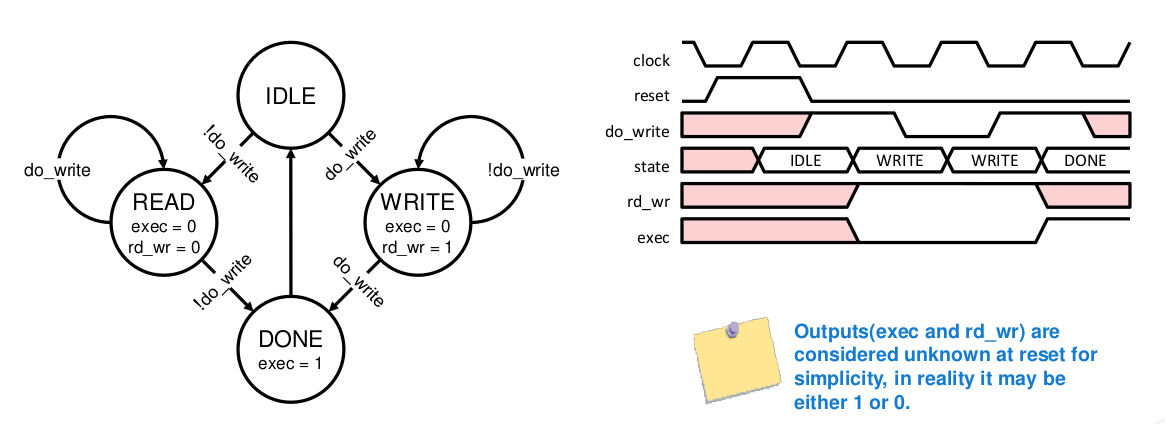 IDLE
!do_write
do_write
do_write
READ
exec = 0
rd_wr = 0
WRITE
exec = 0
rd_wr = 1
!do_write
!do_write
do_write
DONE
exec = 1
clock
reset
do_write
state
IDLE
WRITE
WRITE
DONE
rd_wr
exec
Outputs(exec and rd_wr) are
considered unknown at reset for
simplicity, in reality it may be
either 1 or 0.